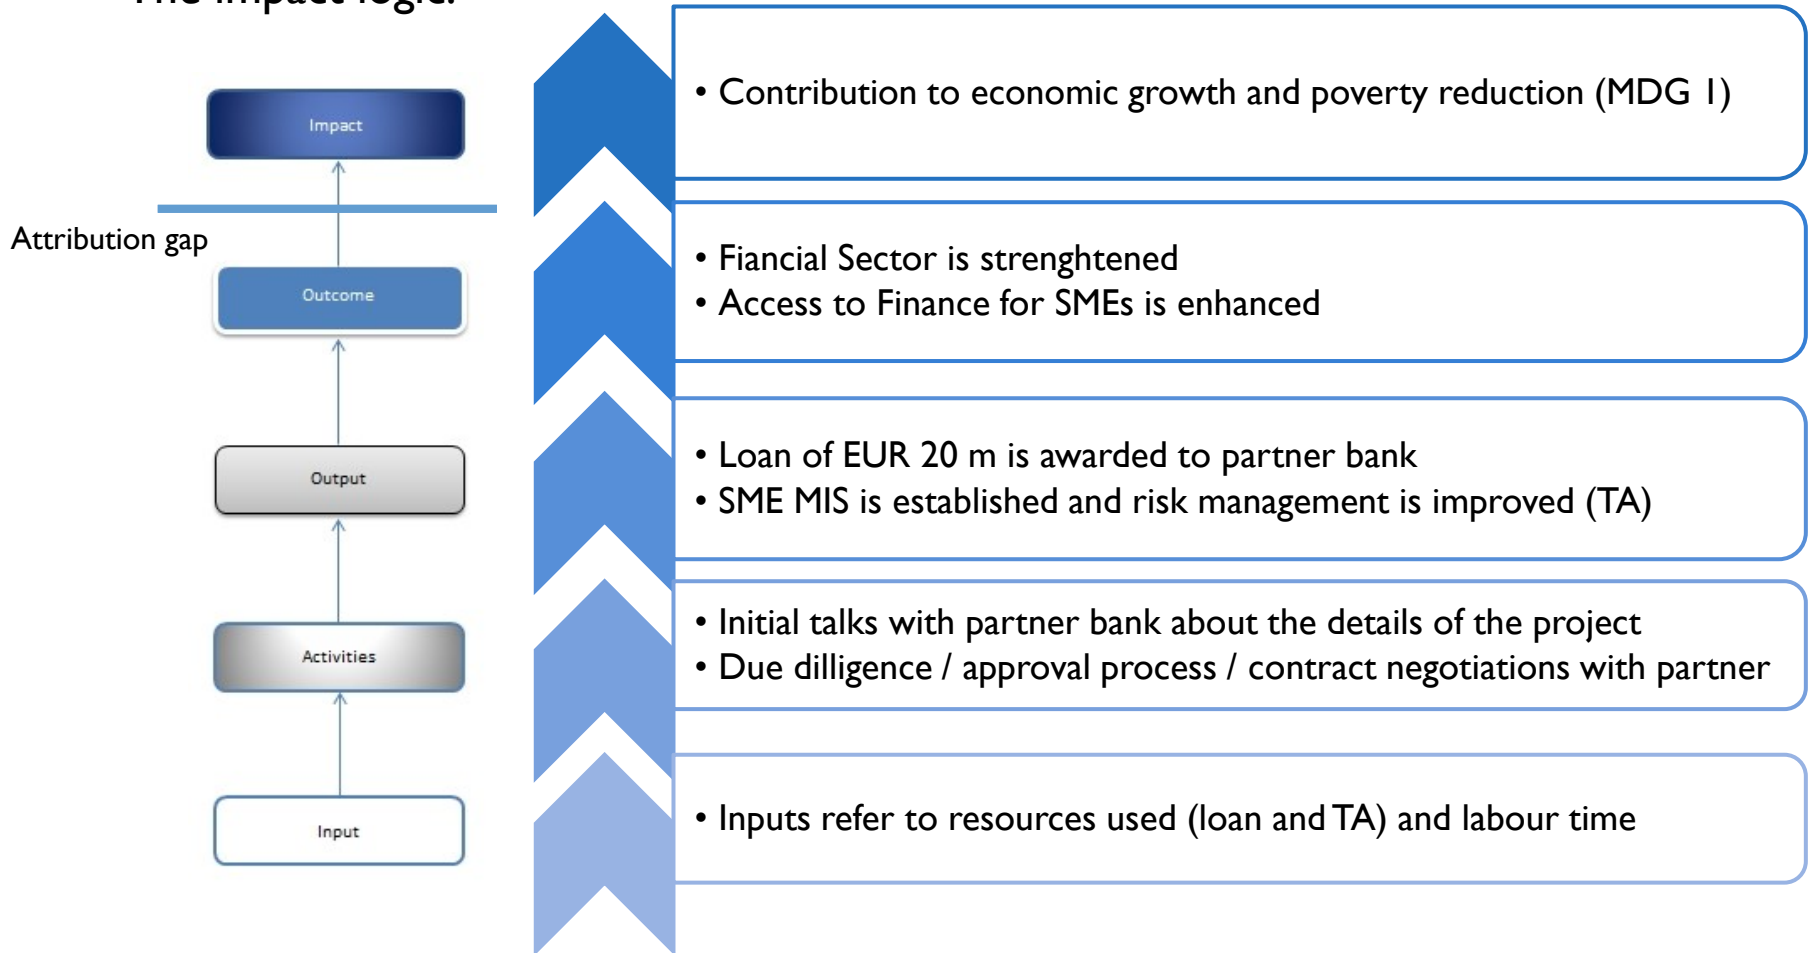 The impact logic:
Impact
• Contribution to economic growth and poverty reduction (MDG 1)
Attribution gap
Outcome
• Fiancial Sector is strenghtened
• Access to Finance for SMEs is enhanced
Output
• Loan of EUR 20 m is awarded to partner bank
• SME MIS is established and risk management is improved (TA)
Activities
• Initial talks with partner bank about the details of the project
• Due dilligence / approval process / contract negotiations with partner
Input
• Inputs refer to resources used (loan and TA) and labour time